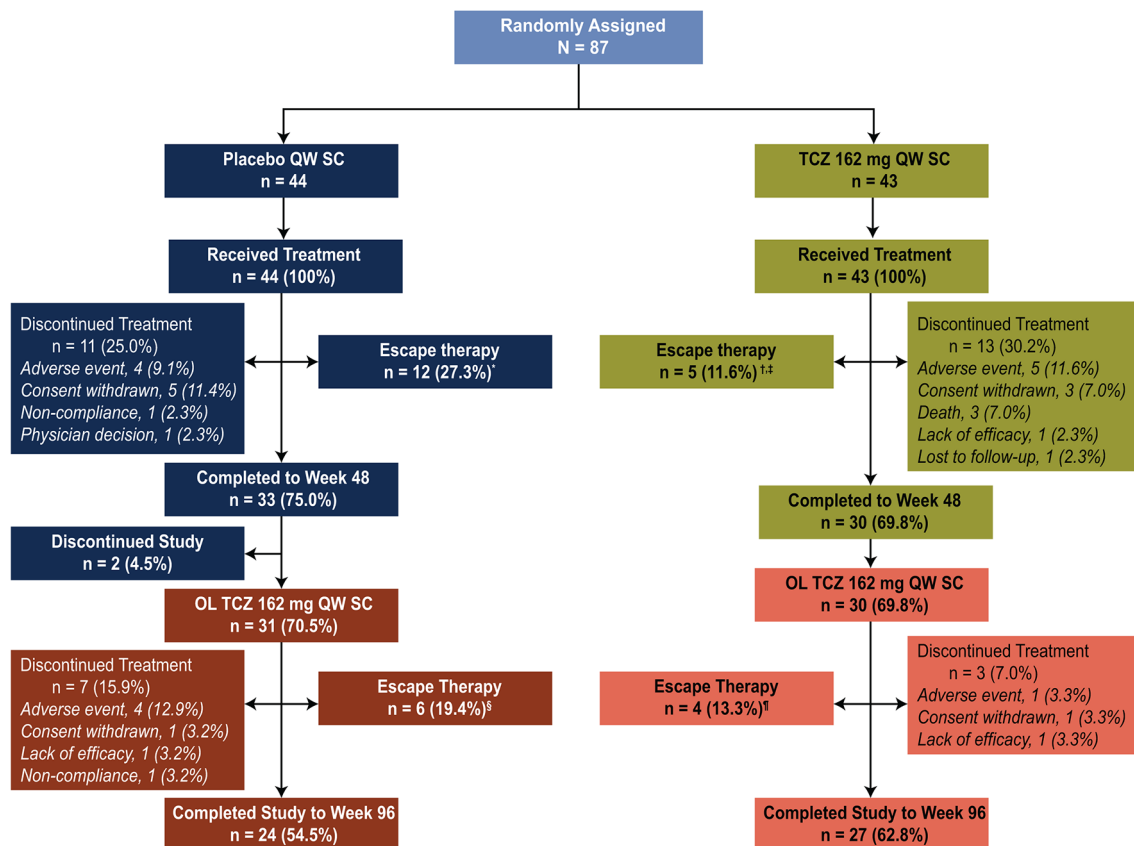 Randomly Assigned
N = 87
Placebo QW SC
n = 44
TCZ 162 mg QW SC
n = 43
Received Treatment
n = 44 (100%)
Received Treatment
n = 43 (100%)
Discontinued Treatment
n = 11 (25.0%)
Adverse event, 4 (9.1%)
Consent withdrawn, 5 (11.4%)
Non-compliance, 1 (2.3%)
Physician decision, 1 (2.3%)
Escape therapy
n = 12 (27.3%)*
Escape therapy
n = 5 (11.6%)†,‡
Discontinued Treatment
n = 13 (30.2%)
Adverse event, 5 (11.6%)
Consent withdrawn, 3 (7.0%)
Death, 3 (7.0%)
Lack of efficacy, 1 (2.3%)
Lost to follow-up, 1 (2.3%)
Completed to Week 48
n = 33 (75.0%)
Completed to Week 48
n = 30 (69.8%)
Discontinued Study
n = 2 (4.5%)
OL TCZ 162 mg QW SC
n = 31 (70.5%)
OL TCZ 162 mg QW SC
n = 30 (69.8%)
Discontinued Treatment
n = 7 (15.9%)
Adverse event, 4 (12.9%)
Consent withdrawn, 1 (3.2%)
Lack of efficacy, 1 (3.2%)
Non-compliance, 1 (3.2%)
Escape Therapy
n = 6 (19.4%)§
Escape Therapy
n = 4 (13.3%)¶
Discontinued Treatment
n = 3 (7.0%)
Adverse event, 1 (3.3%)
Consent withdrawn, 1 (3.3%)
Lack of efficacy, 1 (3.3%)
Completed Study to Week 96
n = 24 (54.5%)
Completed Study to Week 96
n = 27 (62.8%)